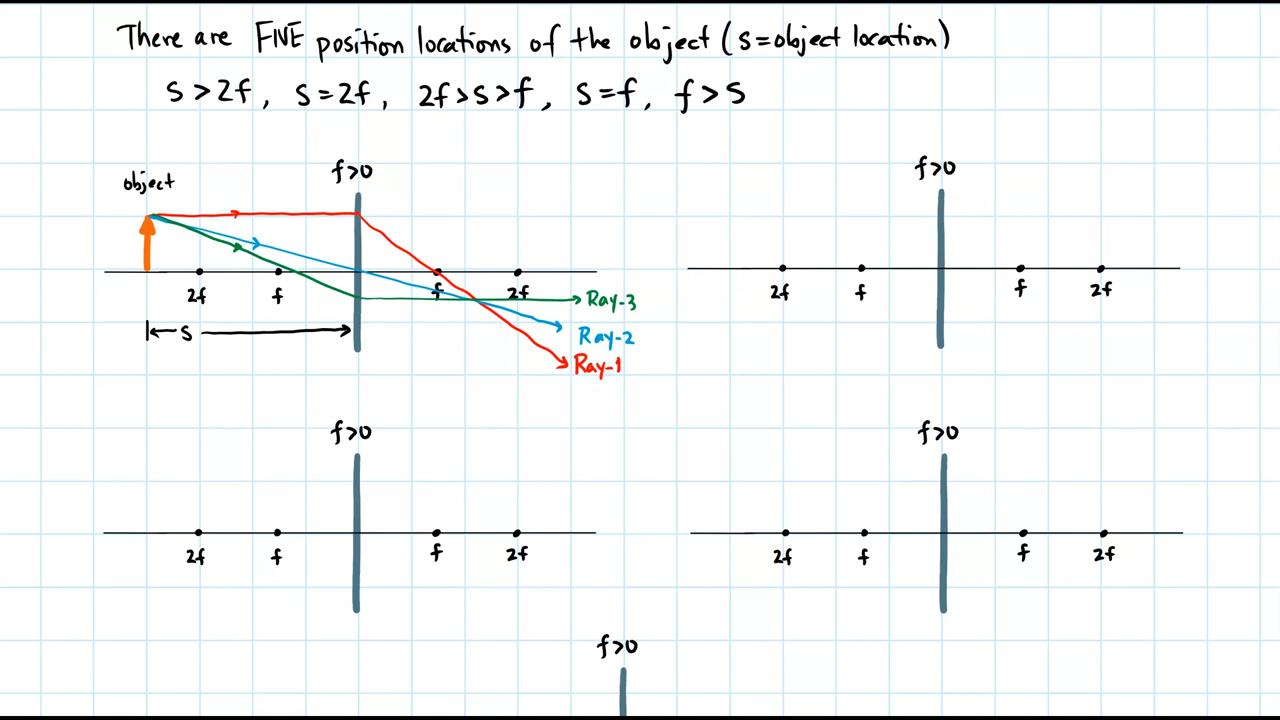 There are FIVE position locations of the object (s=object location)
s>2f, s=2f, 2f>s>f, s=f, f>s
object
f>0
2f
f
f
2f
s
Ray-3
Ray-2
Ray-1
f>0
2f
f
f
2f
f>0
2f
f
f
2f
f>0
2f
f
f
2f
f>0